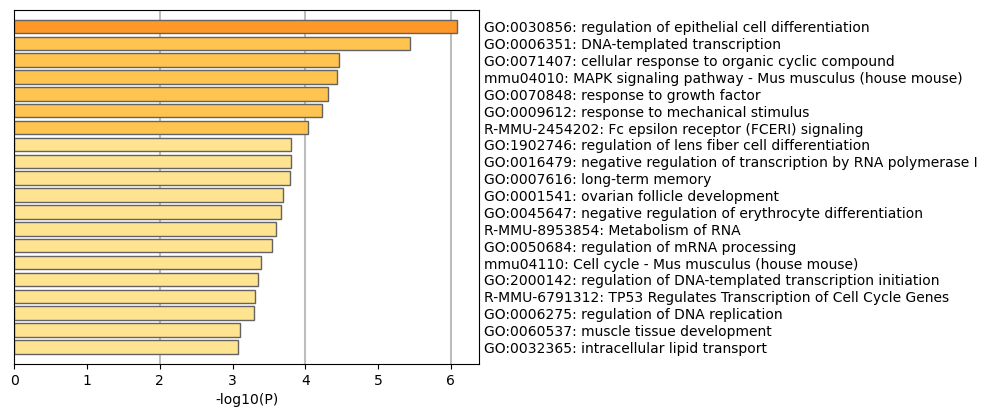 GO:0030856: regulation of epithelial cell differentiation
GO:0006351: DNA-templated transcription
GO:0071407: cellular response to organic cyclic compound
mmu04010: MAPK signaling pathway - Mus musculus (house mouse)
GO:0070848: response to growth factor
GO:0009612: response to mechanical stimulus
R-MMU-2454202: Fc epsilon receptor (FCERI) signaling
GO:1902746: regulation of lens fiber cell differentiation
GO:0016479: negative regulation of transcription by RNA polymerase I
GO:0007616: long-term memory
GO:0001541: ovarian follicle development
GO:0045647: negative regulation of erythrocyte differentiation
R-MMU-8953854: Metabolism of RNA
GO:0050684: regulation of mRNA processing
mmu04110: Cell cycle - Mus musculus (house mouse)
GO:2000142: regulation of DNA-templated transcription initiation
R-MMU-6791312: TP53 Regulates Transcription of Cell Cycle Genes
GO:0006275: regulation of DNA replication
GO:0060537: muscle tissue development
GO:0032365: intracellular lipid transport
0 1 2 3 4 5 6
-log10(P)